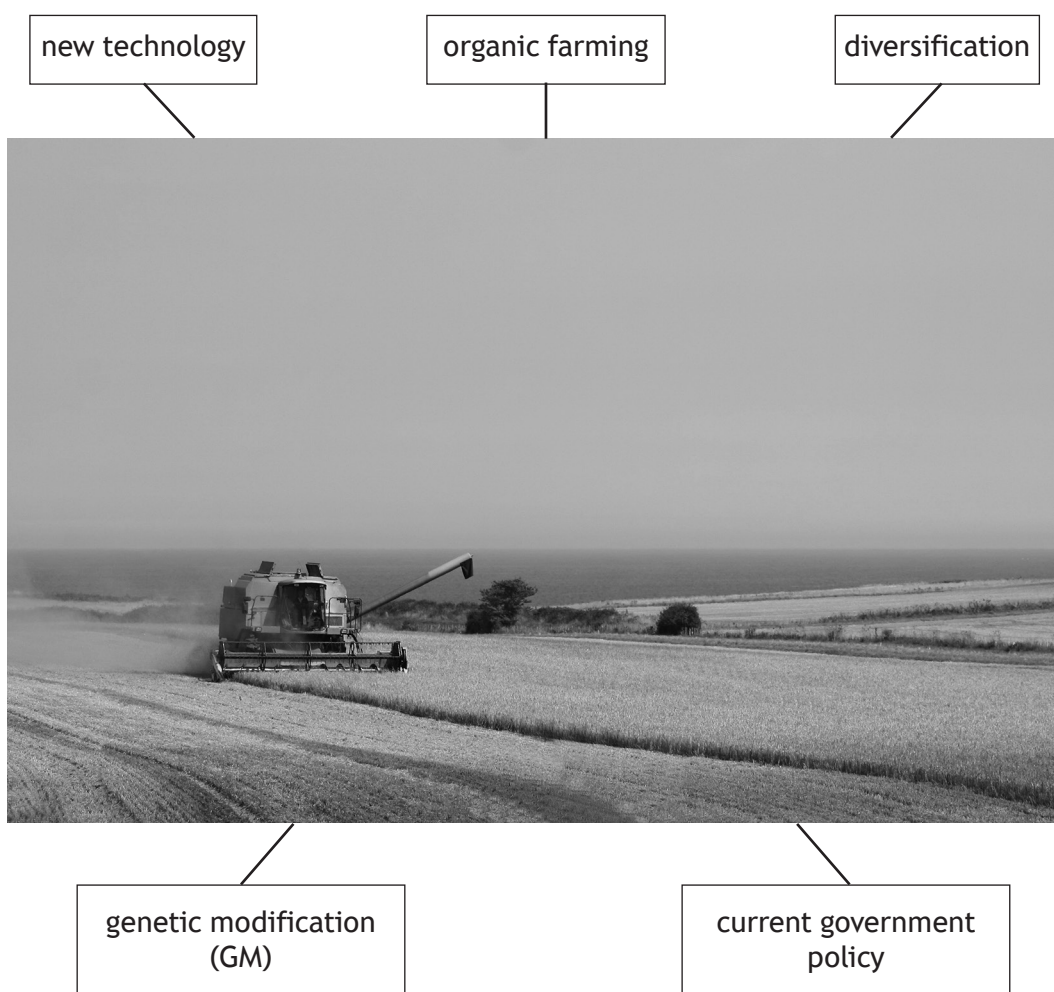 new technology
organic farming
diversification
genetic modification
(GM)
current government
policy